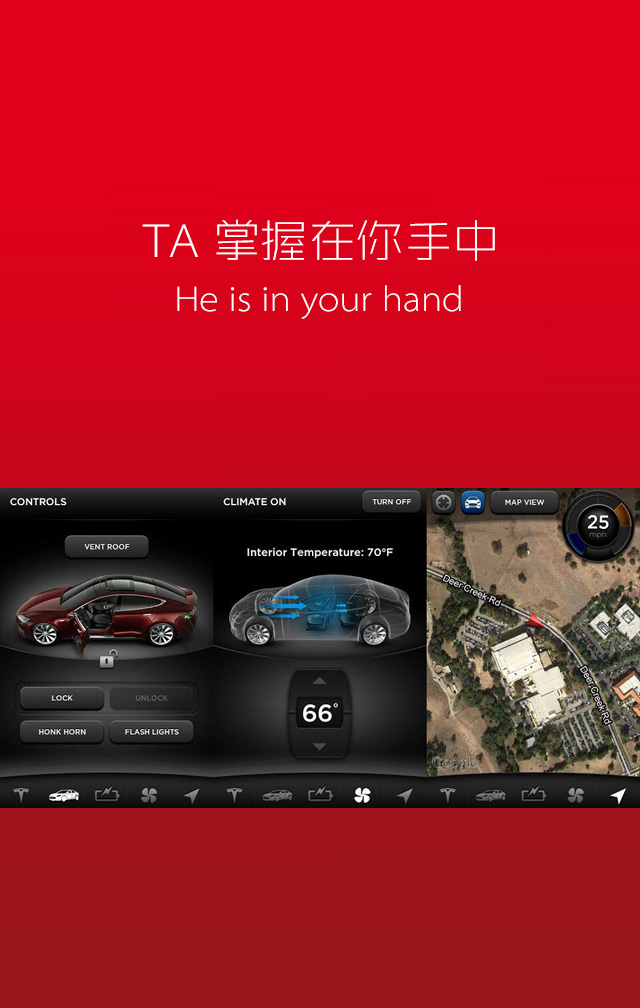 TA 掌握在你手中
He is in your hand
CONTROLS
VENT ROOF
LOCK
UNLOCK
HONK HORN
FLASH LIGHTS
CLIMATE ON
TURN OFF
Interior Temperature: 70°F
66°
MAP VIEW
25
mph
Deer Creek Rd
Deer Creek Rd
Google